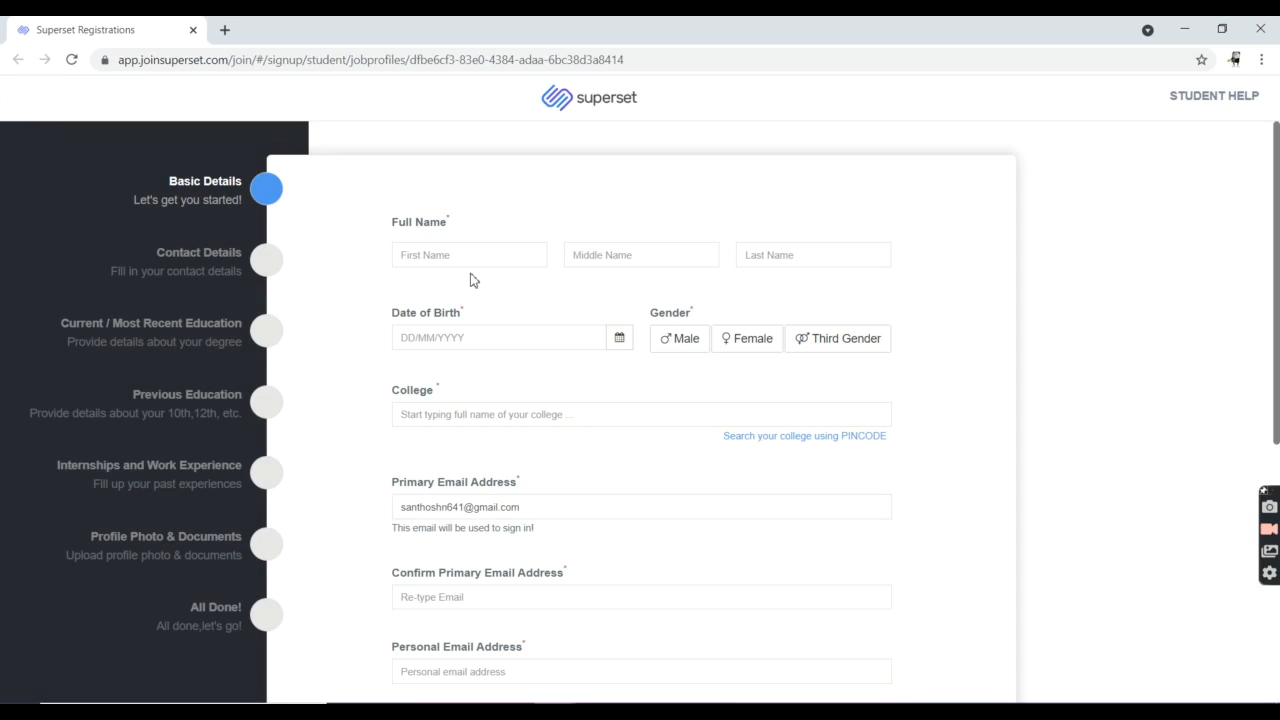 Superset Registrations
app.joinsuperset.com/join/#/signup/student/jobprofiles/dfbe6cf3-83e0-4384-adaa-6bc38d3a8414
superset
STUDENT HELP
Basic Details
Let's get you started!
Contact Details
Fill in your contact details
Current / Most Recent Education
Provide details about your degree
Previous Education
Provide details about your 10th,12th, etc.
Internships and Work Experience
Fill up your past experiences
Profile Photo & Documents
Upload profile photo & documents
All Done!
All done,let's go!
Full Name*
First Name
Middle Name
Last Name
Date of Birth*
DD/MM/YYYY
Gender*
Male
Female
Third Gender
College *
Start typing full name of your college ...
Search your college using PINCODE
Primary Email Address*
santhoshn641@gmail.com
This email will be used to sign in!
Confirm Primary Email Address*
Re-type Email
Personal Email Address*
Personal email address